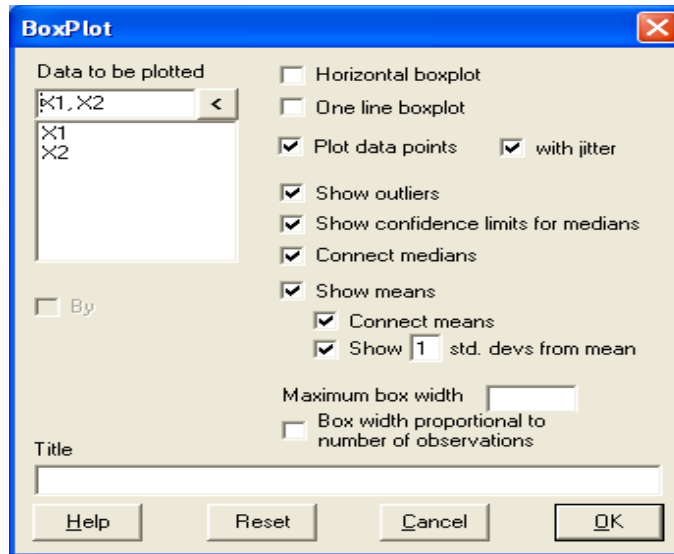 BoxPlot
Data to be plotted
X1, X2
<
X1
X2
By
Horizontal boxplot
One line boxplot
Plot data points
with jitter
Show outliers
Show confidence limits for medians
Connect medians
Show means
Connect means
Show 1 std. devs from mean
Maximum box width
Box width proportional to
number of observations
Title
Help
Reset
Cancel
OK